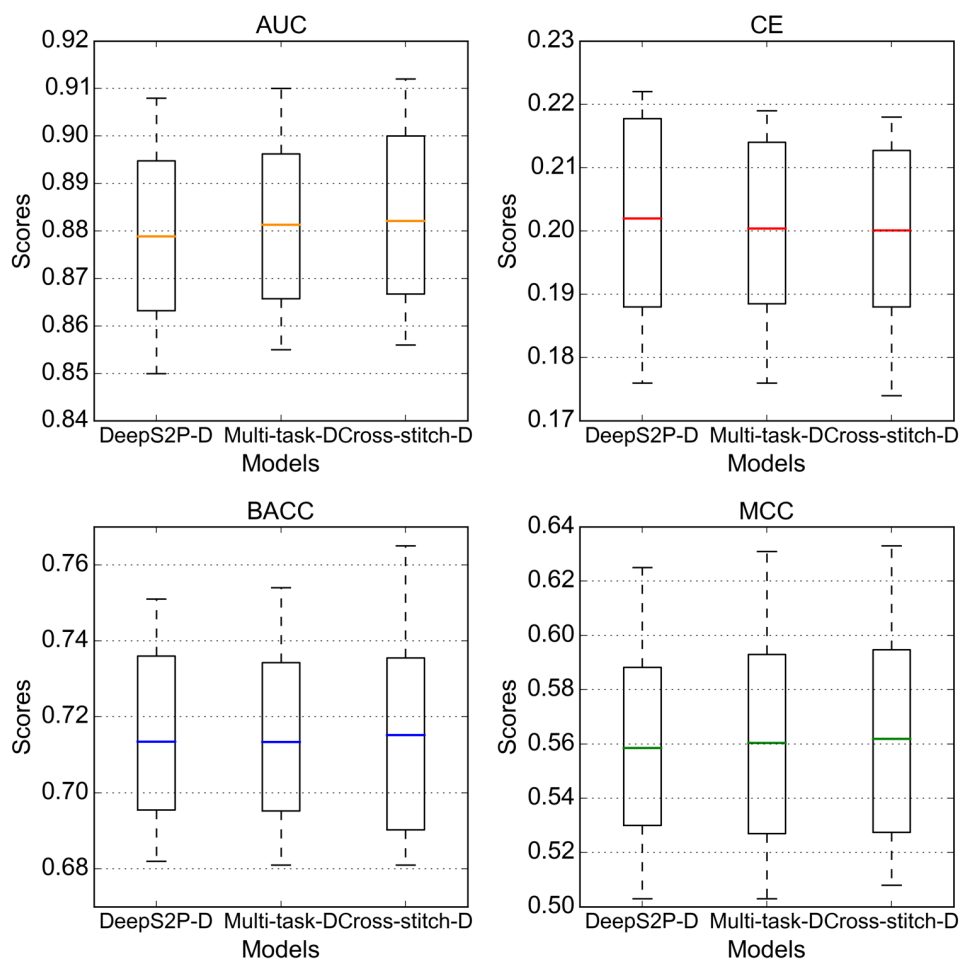 AUC
0.92
0.91
0.90
0.89
0.88
0.87
0.86
0.85
0.84
Scores
DeepS2P-D Multi-task-D Cross-stitch-D
Models
CE
0.23
0.22
0.21
0.20
0.19
0.18
0.17
Scores
DeepS2P-D Multi-task-D Cross-stitch-D
Models
BACC
0.76
0.74
0.72
0.70
0.68
Scores
DeepS2P-D Multi-task-D Cross-stitch-D
Models
MCC
0.64
0.62
0.60
0.58
0.56
0.54
0.52
0.50
Scores
DeepS2P-D Multi-task-D Cross-stitch-D
Models